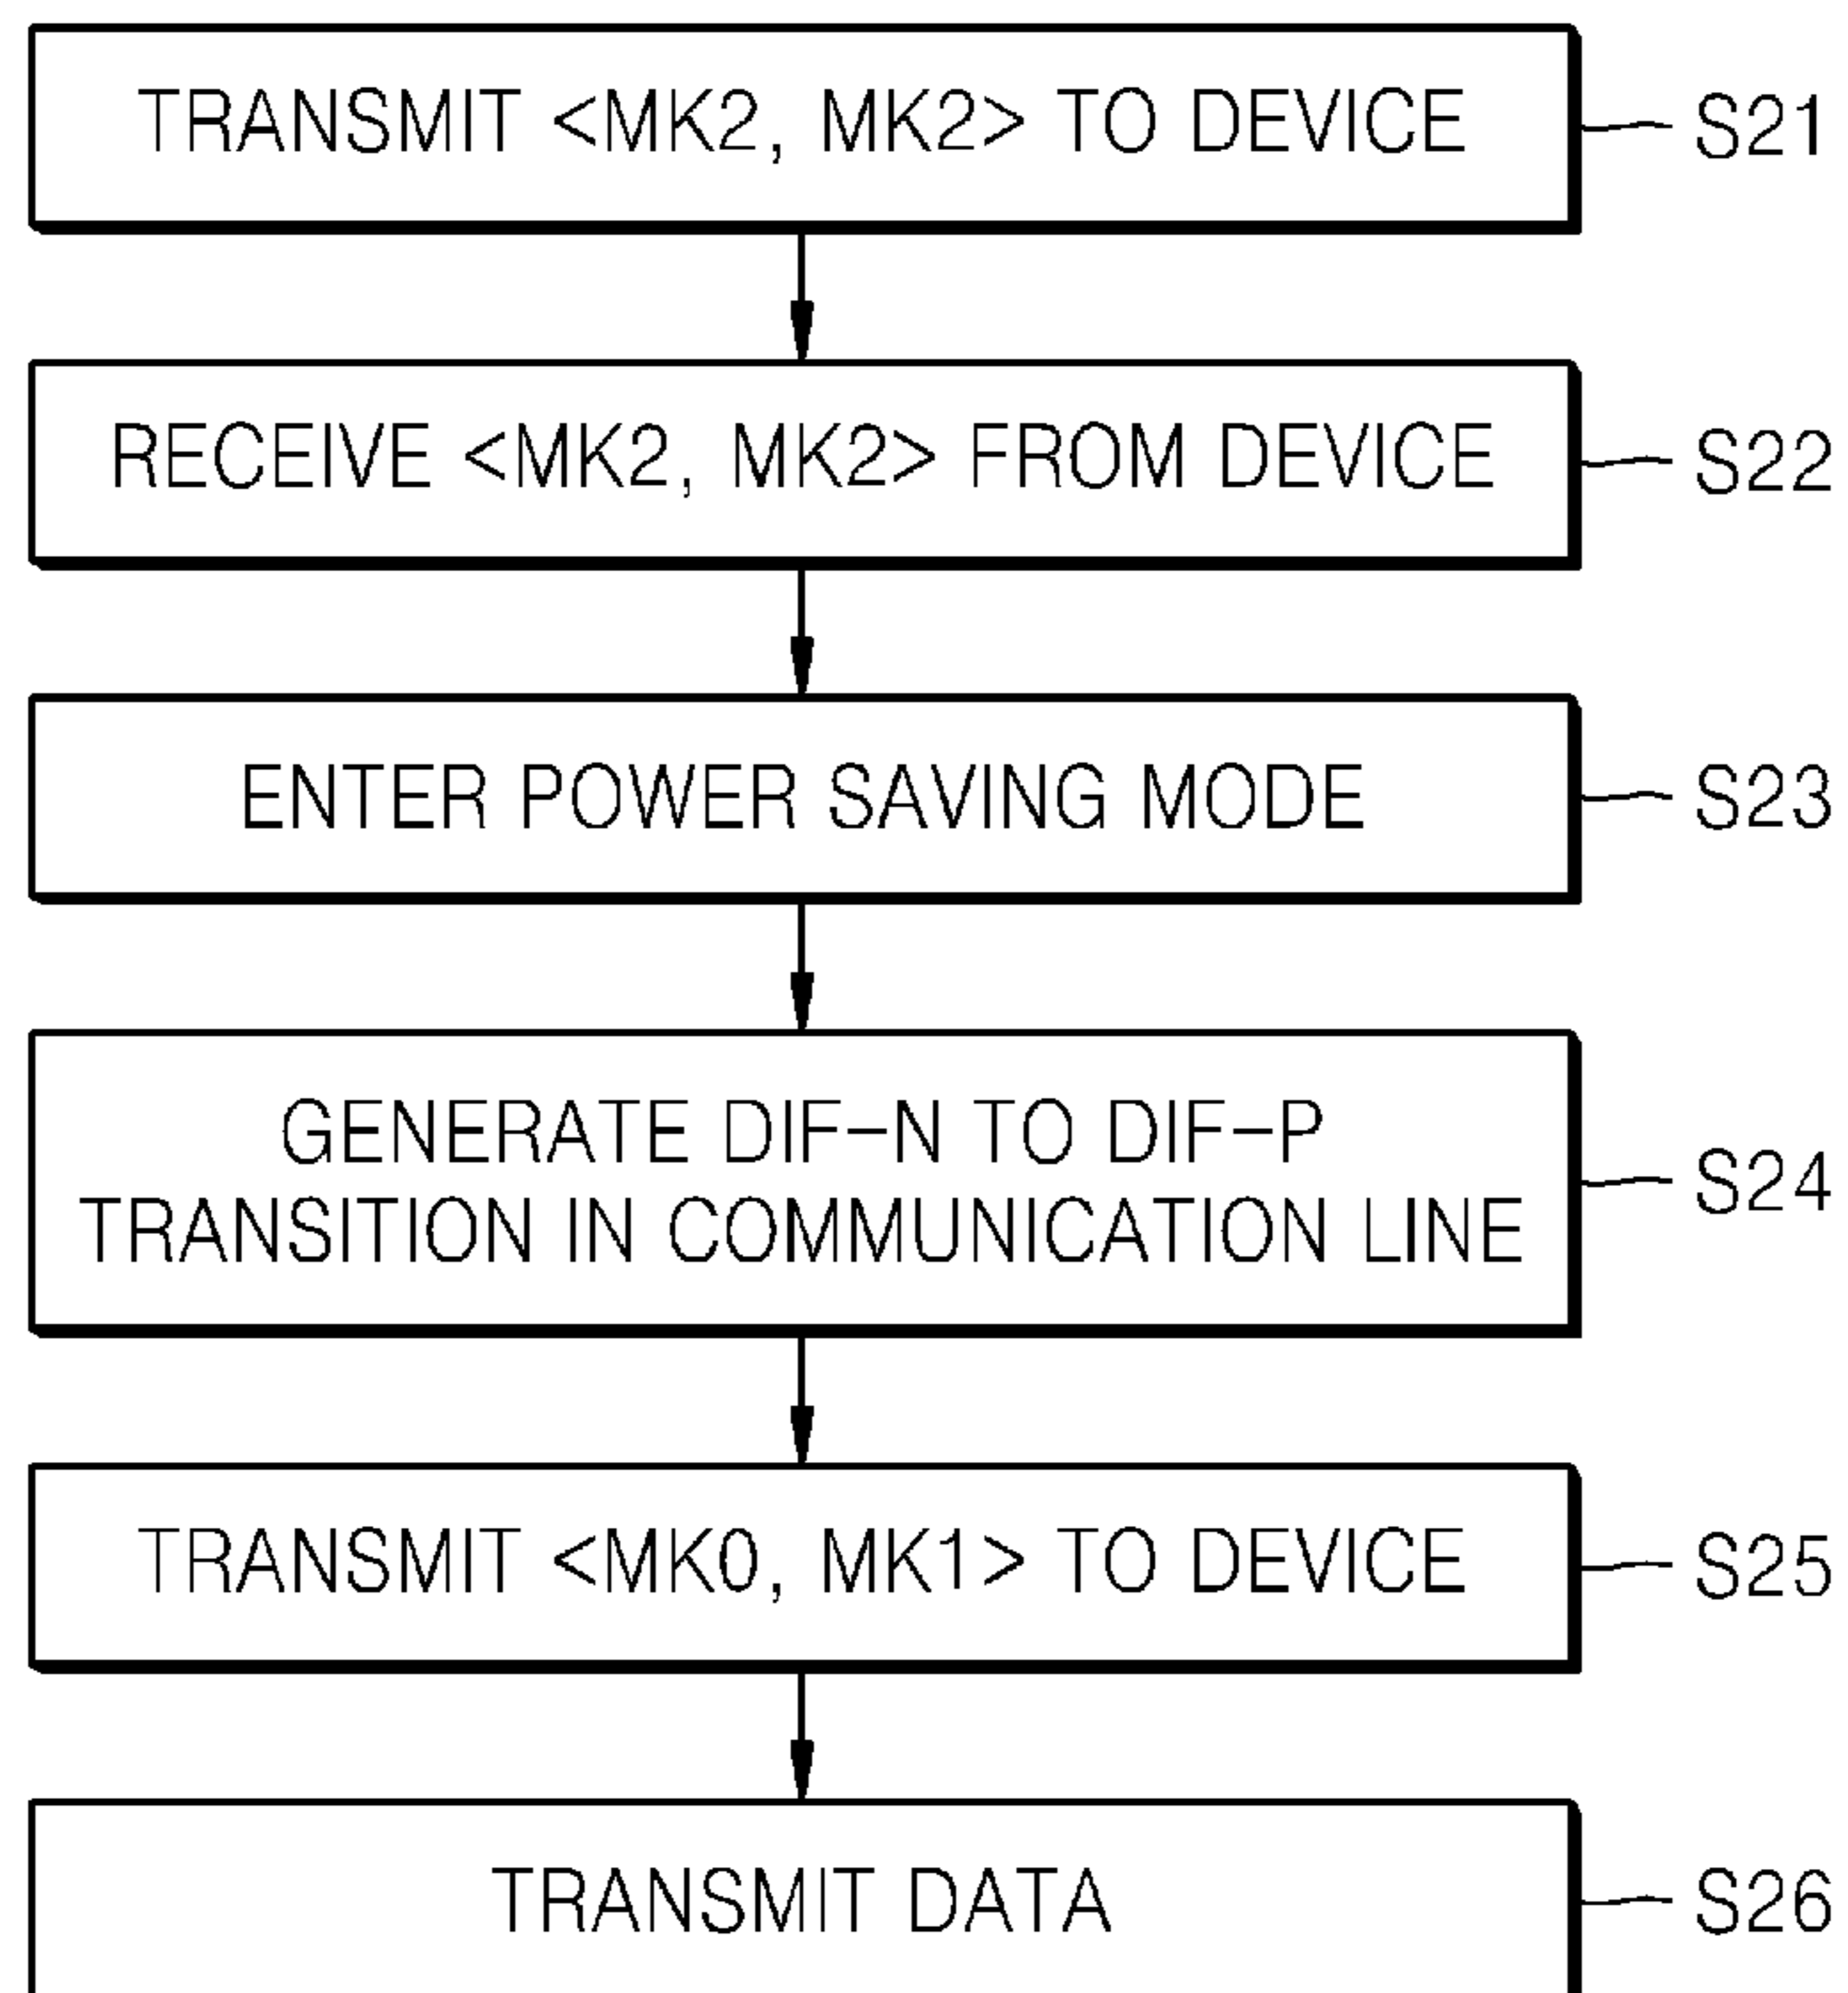 TRANSMIT <MK2, MK2> TO DEVICE
S21
RECEIVE <MK2, MK2> FROM DEVICE
S22
ENTER POWER SAVING MODE
S23
GENERATE DIF-N TO DIF-P
TRANSITION IN COMMUNICATION LINE
S24
TRANSMIT <MK0, MK1> TO DEVICE
S25
TRANSMIT DATA
S26